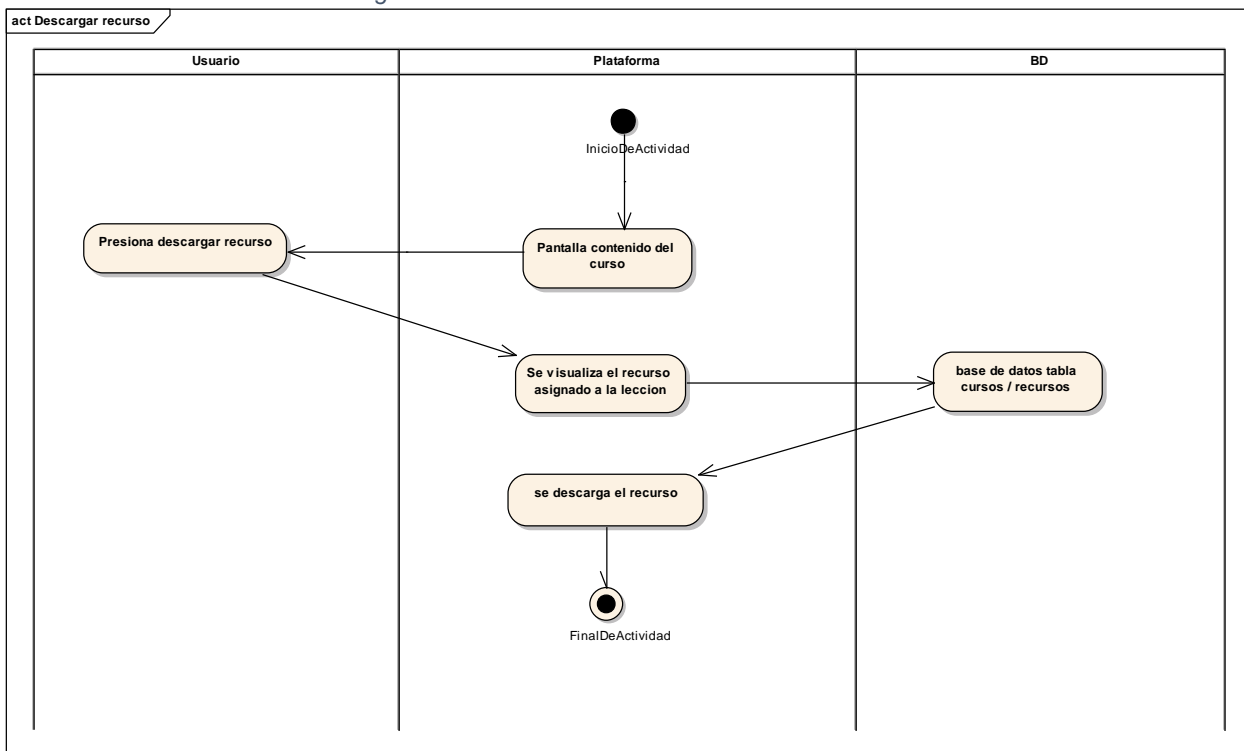 act Descargar recurso
Usuario
Plataforma
BD
InicioDeActividad
Presiona descargar recurso
Pantalla contenido del
curso
Se visualiza el recurso
asignado a la leccion
base de datos tabla
cursos / recursos
se descarga el recurso
FinalDeActividad